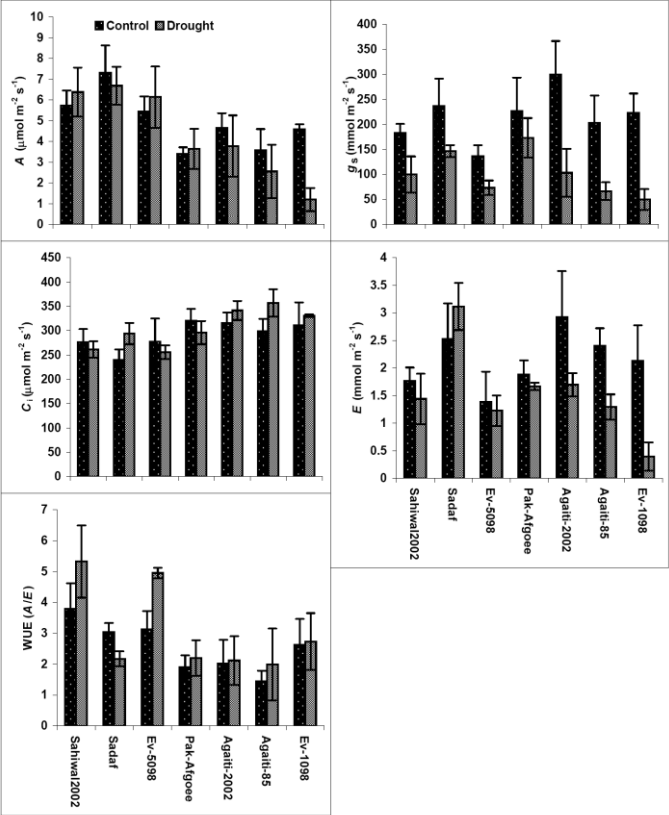 Control Drought
A (µmol m-2 s-1)
10
9
8
7
6
5
4
3
2
1
0
gs (mmol m-2 s-1)
400
350
300
250
200
150
100
50
0
Ci (µmol m-2 s-1)
450
400
350
300
250
200
150
100
50
0
E (mmol m-2 s-1)
4
3.5
3
2.5
2
1.5
1
0.5
0
Sahiwal2002
Sadaf
Ev-5098
Pak-Afgoee
Agaiti-2002
Agaiti-85
Ev-1098
WUE (A/E)
7
6
5
4
3
2
1
0
Sahiwal2002
Sadaf
Ev-5098
Pak-Afgoee
Agaiti-2002
Agaiti-85
Ev-1098